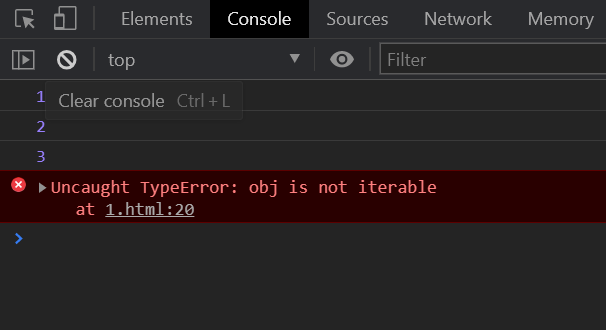 Elements Console Sources Network Memory
top Filter
1
Clear console Ctrl + L
2
3
Uncaught TypeError: obj is not iterable
at 1.html:20